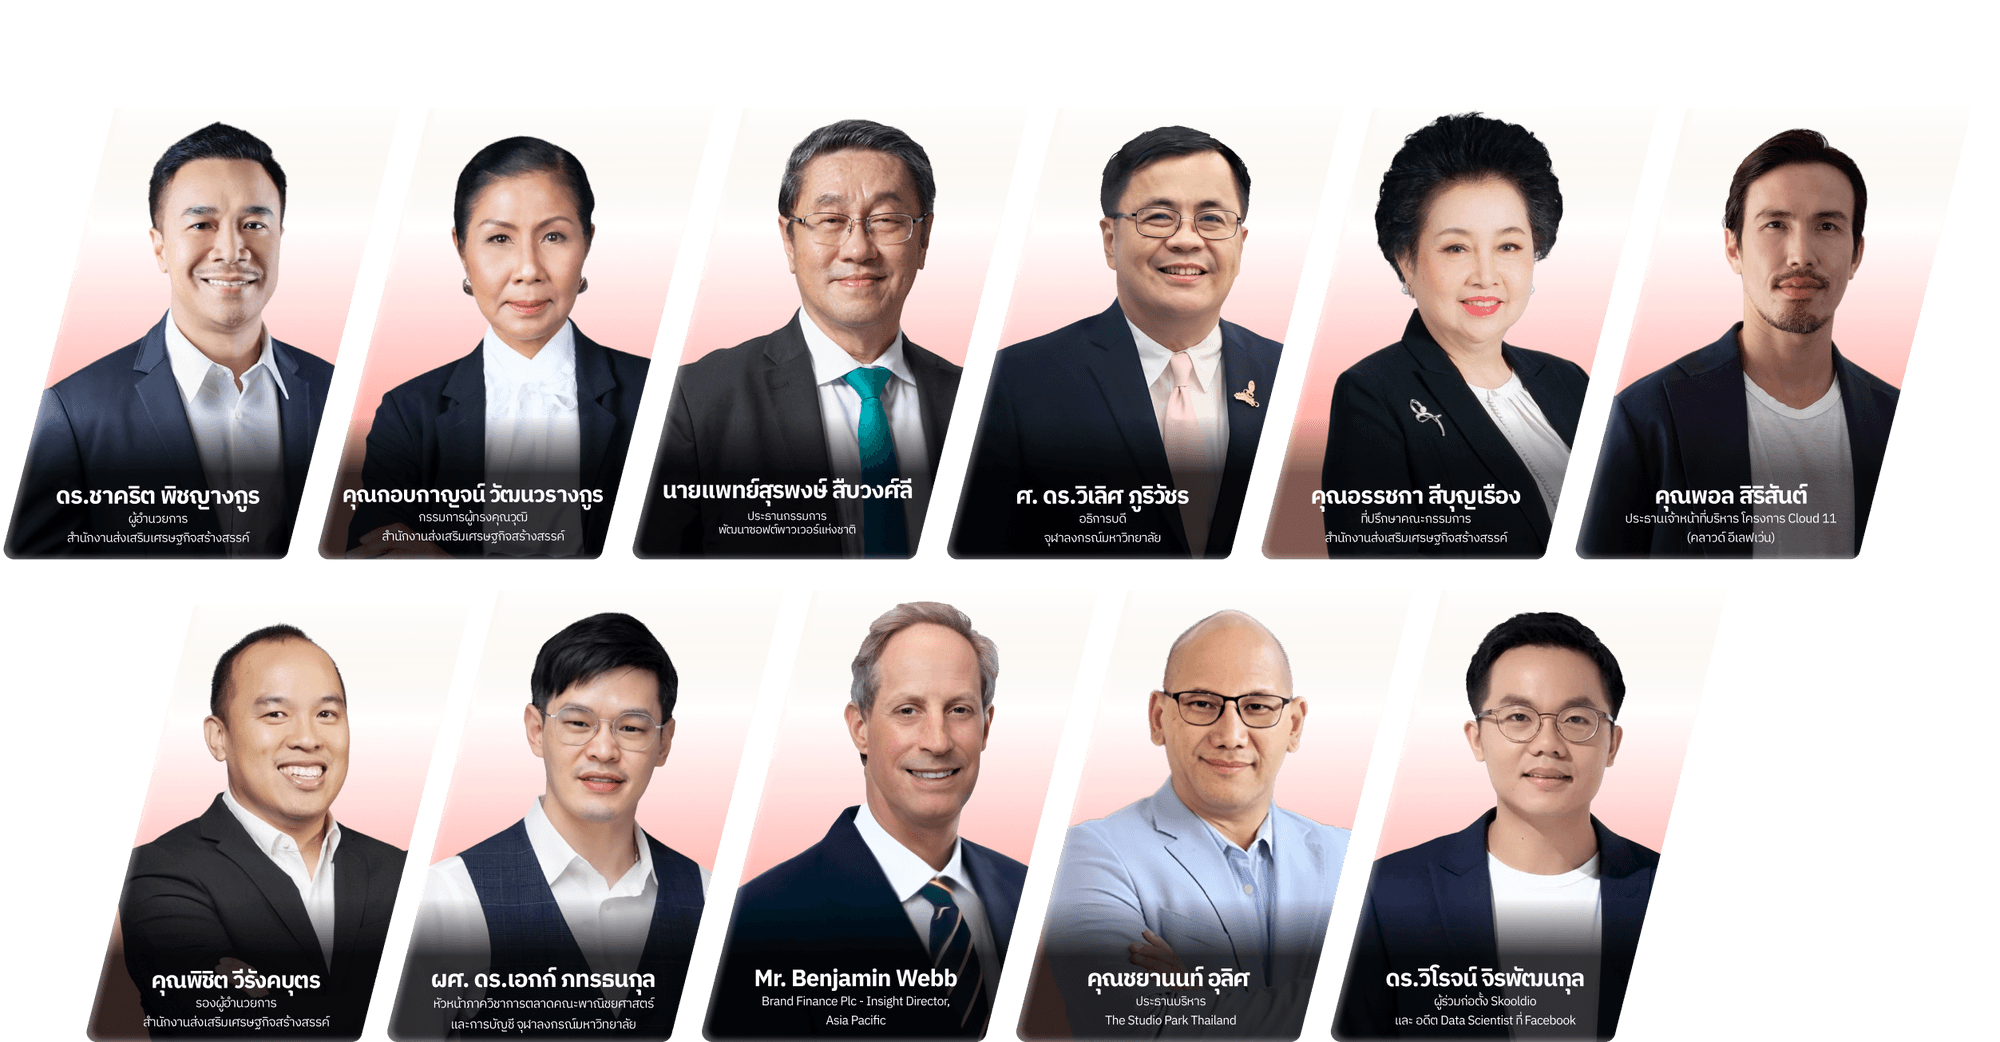 ดร.ชาคริต พิชญางกูร
ผู้อำนวยการ
สำนักงานส่งเสริมเศรษฐกิจสร้างสรรค์
คุณกอบกาญจน์ วัฒนวรางกูร
กรรมการผู้ทรงคุณวุฒิ
สำนักงานส่งเสริมเศรษฐกิจสร้างสรรค์
นายแพทย์สุรพงษ์ สืบวงศ์ลี
ประธานกรรมการ
พัฒนาซอฟต์พาวเวอร์แห่งชาติ
ศ. ดร.วิเลิศ ภูริวัชร
อธิการบดี
จุฬาลงกรณ์มหาวิทยาลัย
คุณอรรชกา สีบุญเรือง
ที่ปรึกษาคณะกรรมการ
สำนักงานส่งเสริมเศรษฐกิจสร้างสรรค์
คุณพอล สิริสันต์
ประธานเจ้าหน้าที่บริหาร โครงการ Cloud 11
(คลาวด์ อีเลฟเว่น)
คุณพิชิต วีรังคบุตร
รองผู้อำนวยการ
สำนักงานส่งเสริมเศรษฐกิจสร้างสรรค์
ผศ. ดร.เอกก์ ภทรธนกุล
หัวหน้าภาควิชาการตลาดคณะพาณิชยศาสตร์
และการบัญชี จุฬาลงกรณ์มหาวิทยาลัย
Mr. Benjamin Webb
Brand Finance Plc - Insight Director,
Asia Pacific
คุณชยานนท์ อุลิศ
ประธานบริหาร
The Studio Park Thailand
ดร.วิโรจน์ จิรพัฒนกุล
ผู้ร่วมก่อตั้ง Skooldio
และ อดีต Data Scientist ที่ Facebook